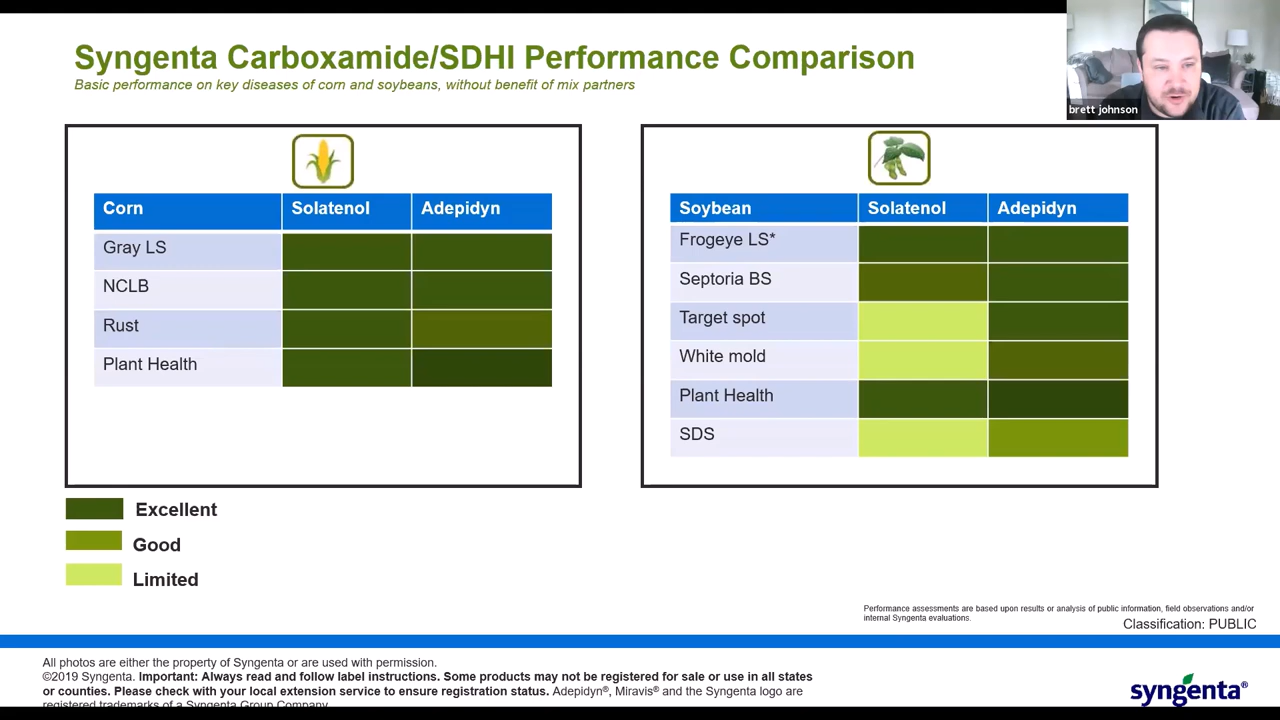 Syngenta Carboxamide/SDHI Performance Comparison
Basic performance on key diseases of corn and soybeans, without benefit of mix partners
brett johnson
Corn Solatenol Adepidyn
Gray LS
NCLB
Rust
Plant Health
Soybean Solatenol Adepidyn
Frogeye LS*
Septoria BS
Target spot
White mold
Plant Health
SDS
Excellent
Good
Limited
Performance assessments are based upon results or analysis of public information, field observations and/or
internal Syngenta evaluations.
Classification: PUBLIC
All photos are either the property of Syngenta or are used with permission.
©2019 Syngenta. Important: Always read and follow label instructions. Some products may not be registered for sale or use in all states
or counties. Please check with your local extension service to ensure registration status. Adepidyn®, Miravis® and the Syngenta logo are
registered trademarks of a Syngenta Group Company.
syngenta®